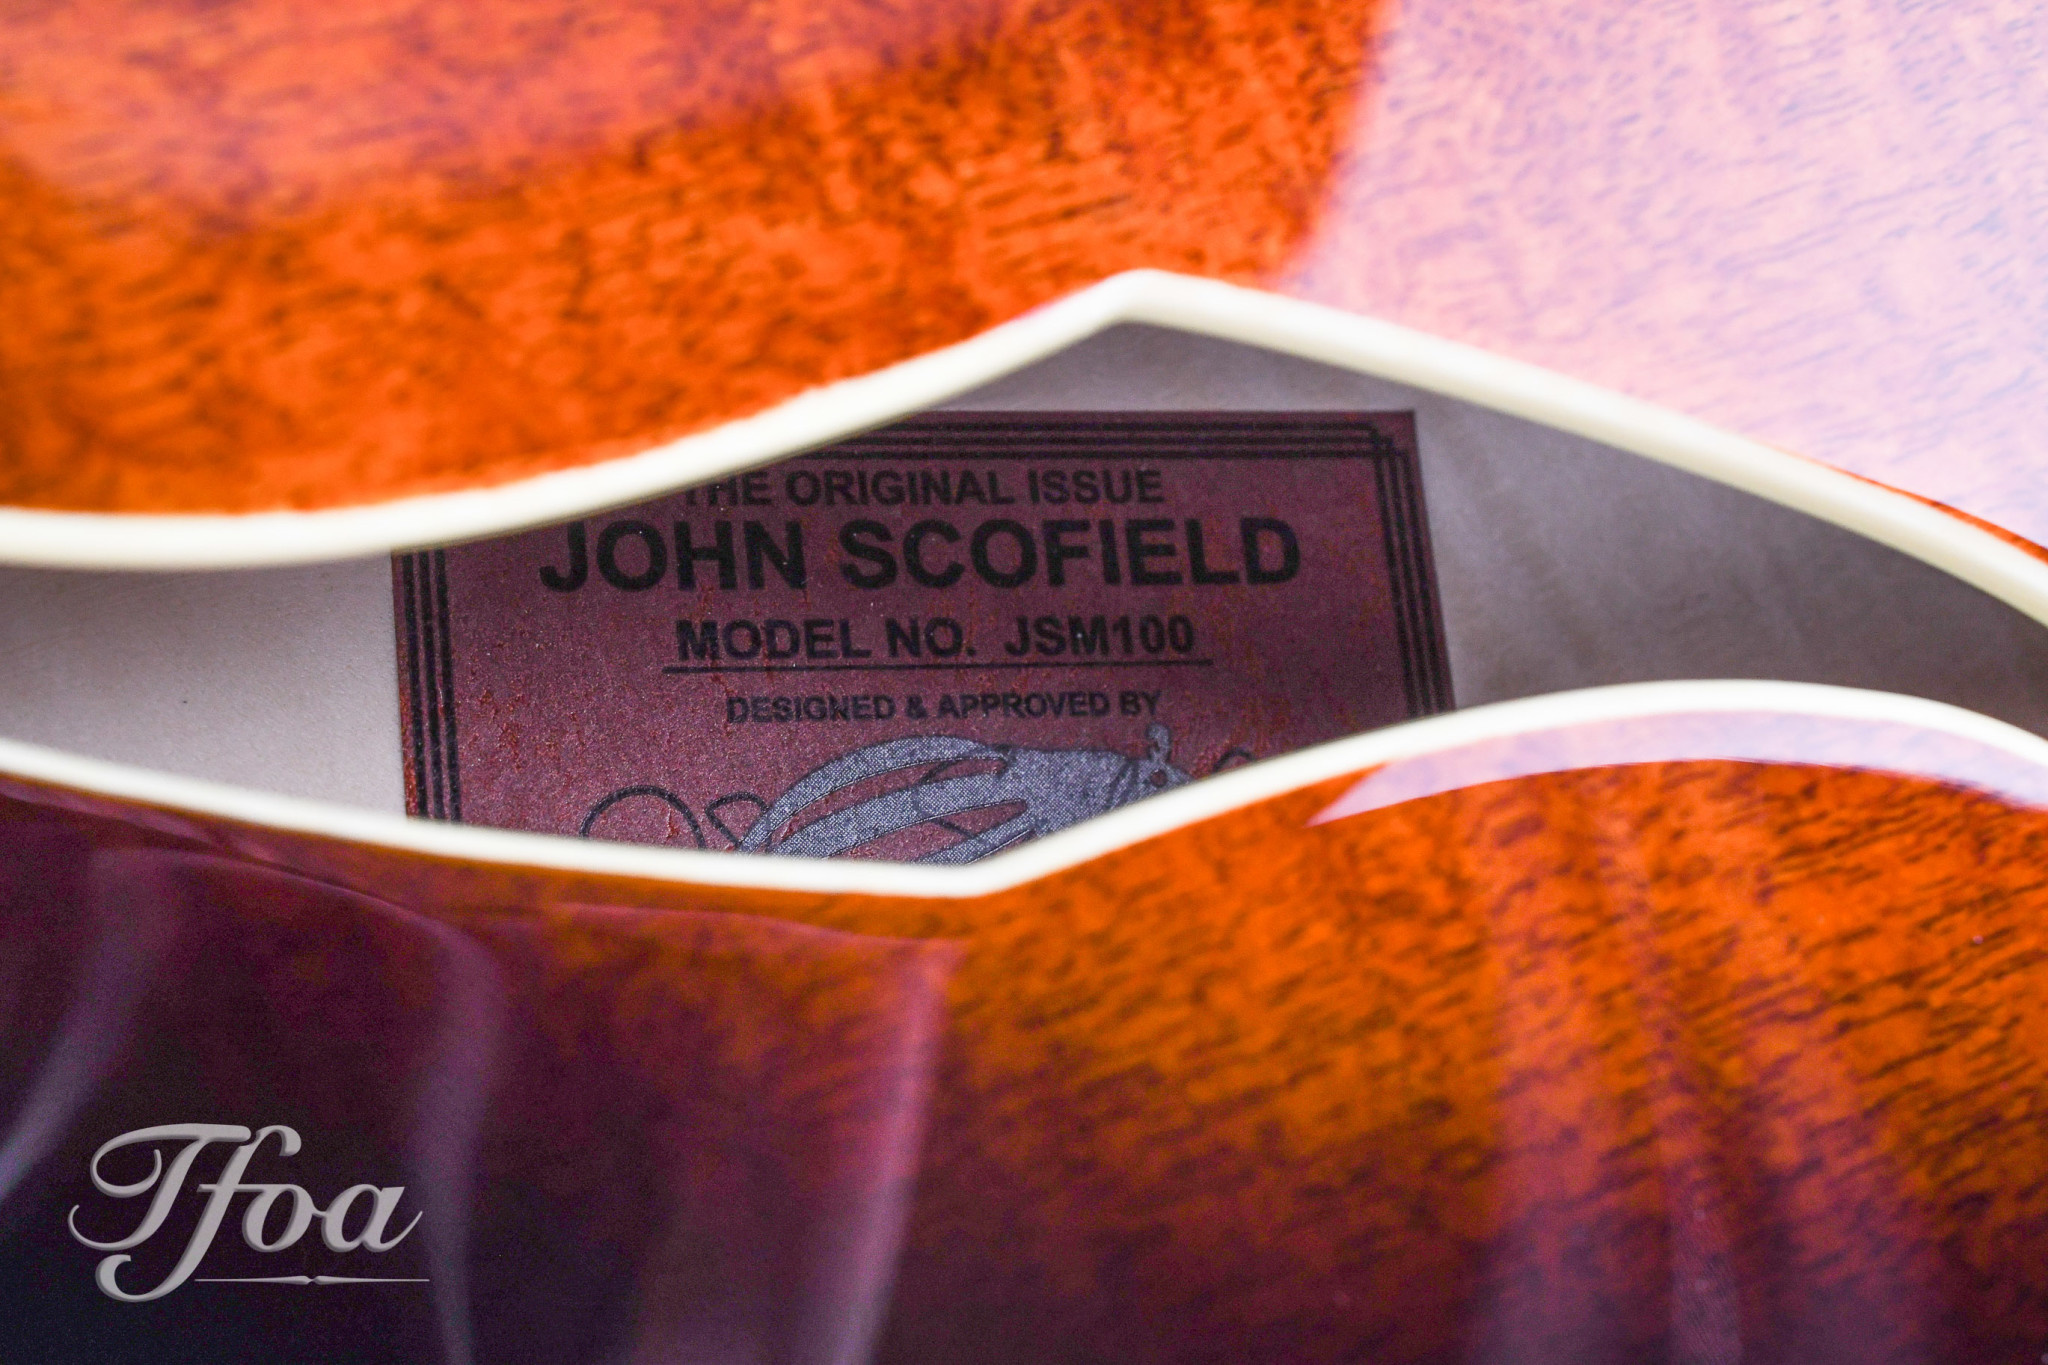 THE ORIGINAL ISSUE
JOHN SCOFIELD
MODEL NO. JSM100
DESIGNED & APPROVED BY
Tfoa